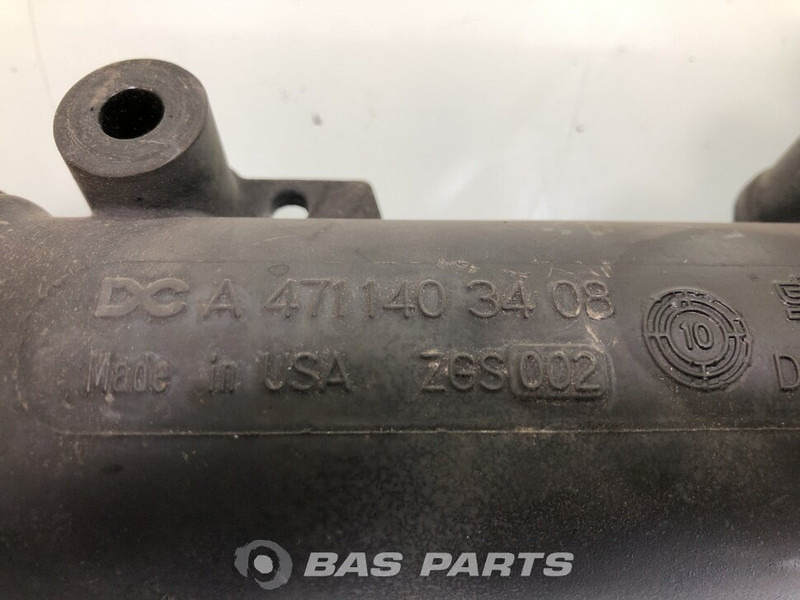 DC A 471 140 34 08
Made in USA ZGS 002
10
D
BAS PARTS